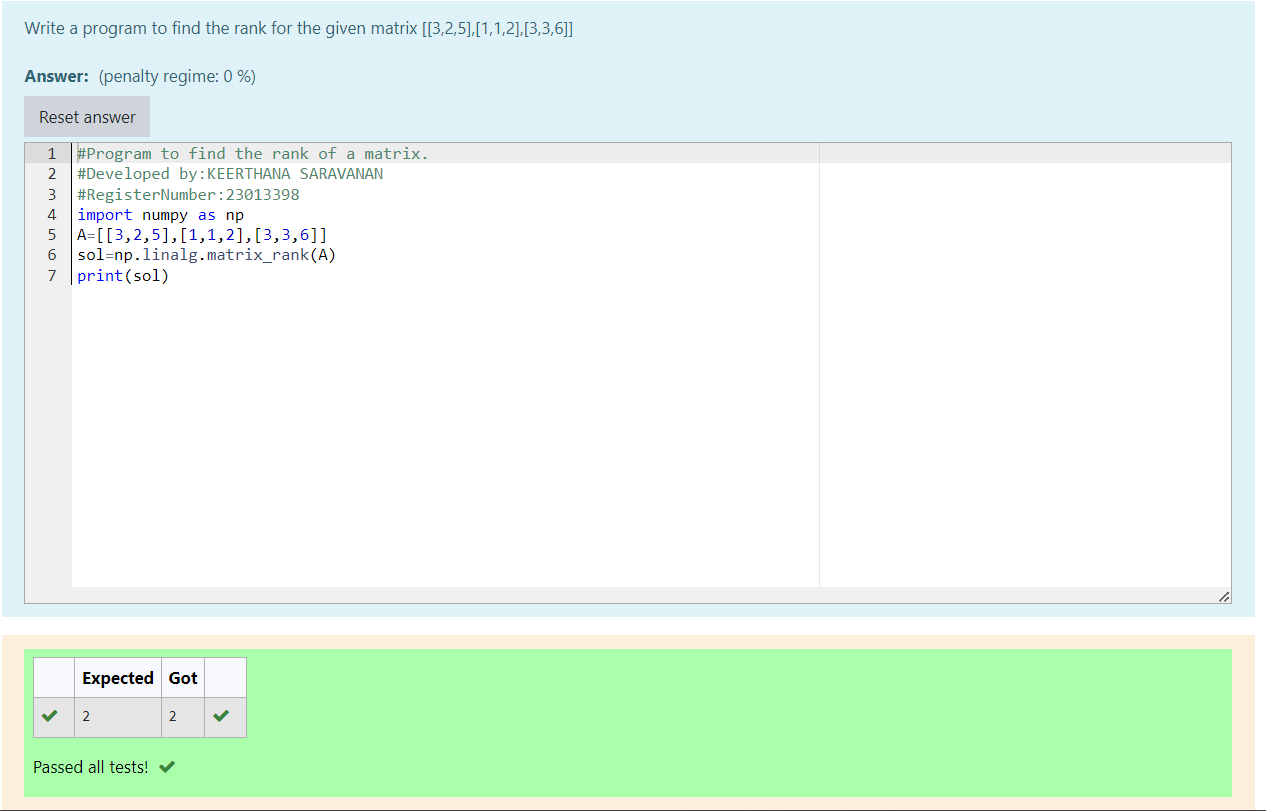 Write a program to find the rank for the given matrix [[3,2,5],[1,1,2],[3,3,6]]
Answer: (penalty regime: 0 %)
Reset answer
1 #Program to find the rank of a matrix.
2 #Developed by:KEERTHANA SARAVANAN
3 #RegisterNumber:23013398
4 import numpy as np
5 A=[[3,2,5],[1,1,2],[3,3,6]]
6 sol=np.linalg.matrix_rank(A)
7 print(sol)
Expected Got
2 2
Passed all tests!